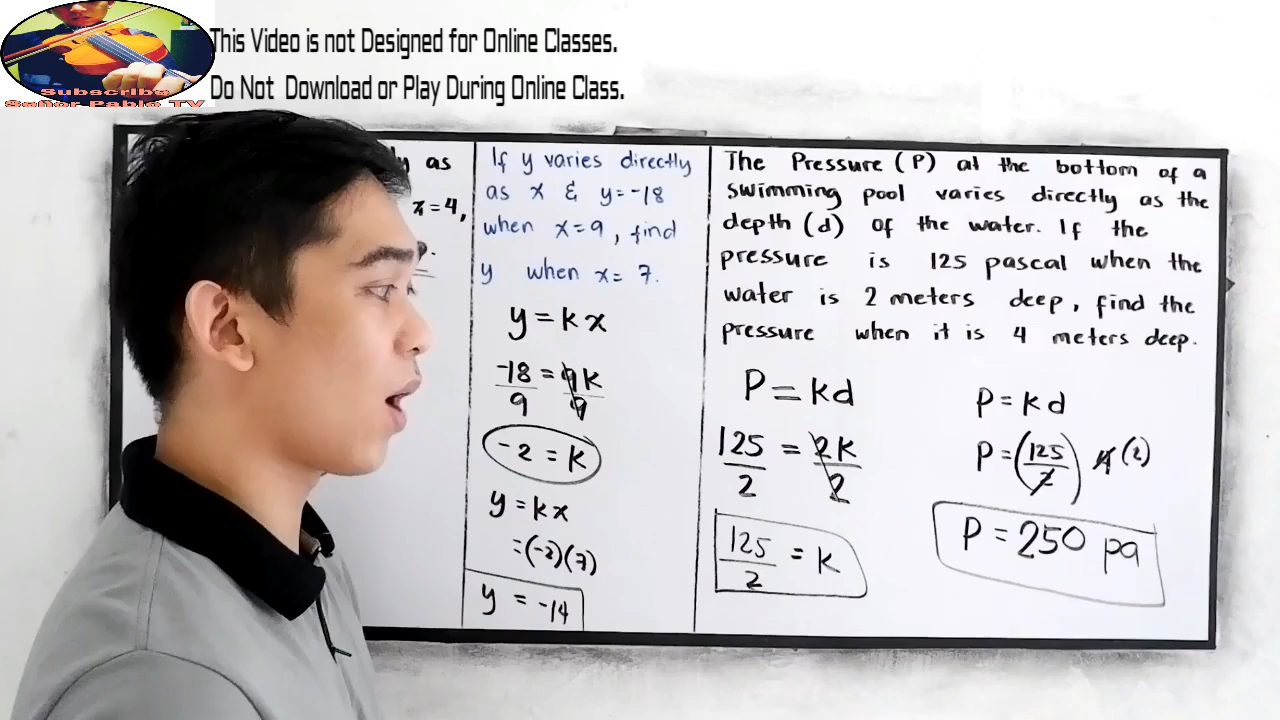 This Video is not Designed for Online Classes.
Do Not Download or Play During Online Class.
Subscribe
Señor Pablo TV
as
x=4,
If y varies directly
as x & y=-18
when x=9, find
y when x=7.
y=kx
-18/9 = 9k/9
-2 = k
y=kx
=(-2)(7)
y = -14
The Pressure (P) at the bottom of a
swimming pool varies directly as the
depth (d) of the water. If the
pressure is 125 pascal when the
water is 2 meters deep, find the
pressure when it is 4 meters deep.
P=kd
125/2 = 2k/2
125/2 = k
P=kd
P=(125/2) 4(2)
P = 250 pa